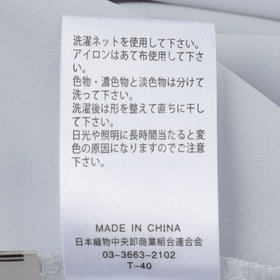 洗濯ネットを使用して下さい。
アイロンはあて布使用して下さい。
色物・濃色物と淡色物は分けて
洗って下さい。
洗濯後は形を整えて直ちに干し
て下さい。
日光や照明に長時間当たると変
色の原因になりますのでご注意
下さい。
MADE IN CHINA
日本織物中央卸商業組合連合会
03-3663-2102
T-40